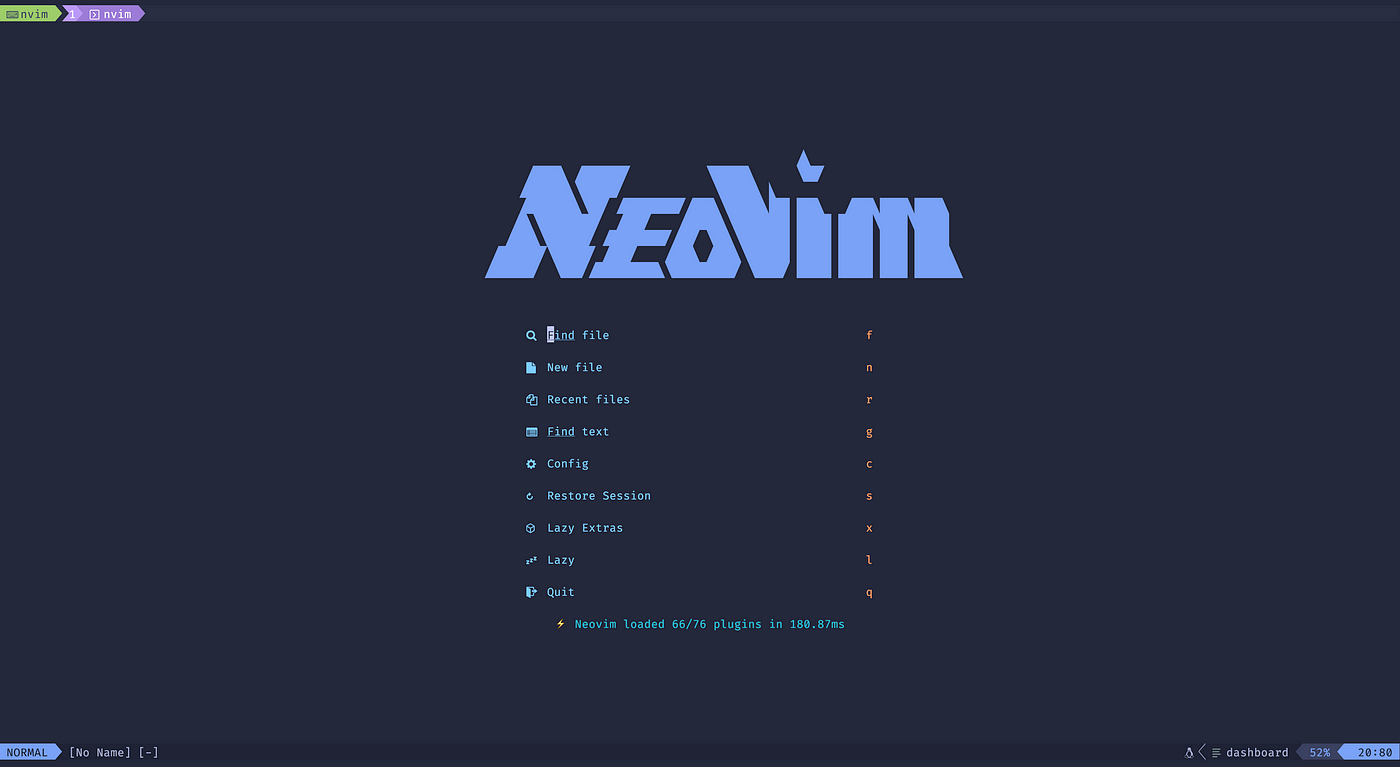 nvim 1 nvim
NEOVIM
Find file f
New file n
Recent files r
Find text g
Config c
Restore Session s
Lazy Extras x
Lazy l
Quit q
Neovim loaded 66/76 plugins in 180.87ms
NORMAL [No Name] [-] dashboard 52% 20:80